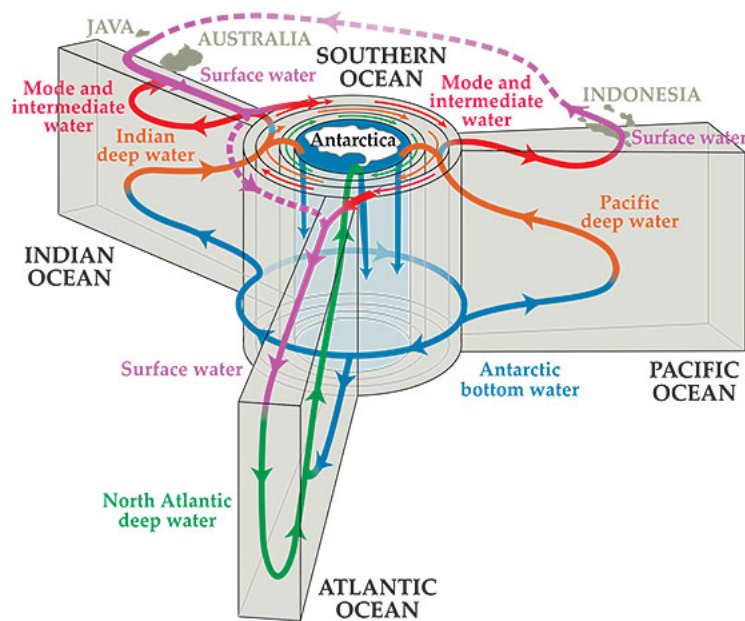 JAVA
AUSTRALIA
SOUTHERN
OCEAN
Surface water
Mode and
intermediate
water
Mode and
intermediate
water
INDONESIA
Surface water
Antarctica
Indian
deep water
Pacific
deep water
INDIAN
OCEAN
Surface water
Antarctic
bottom water
PACIFIC
OCEAN
North Atlantic
deep water
ATLANTIC
OCEAN